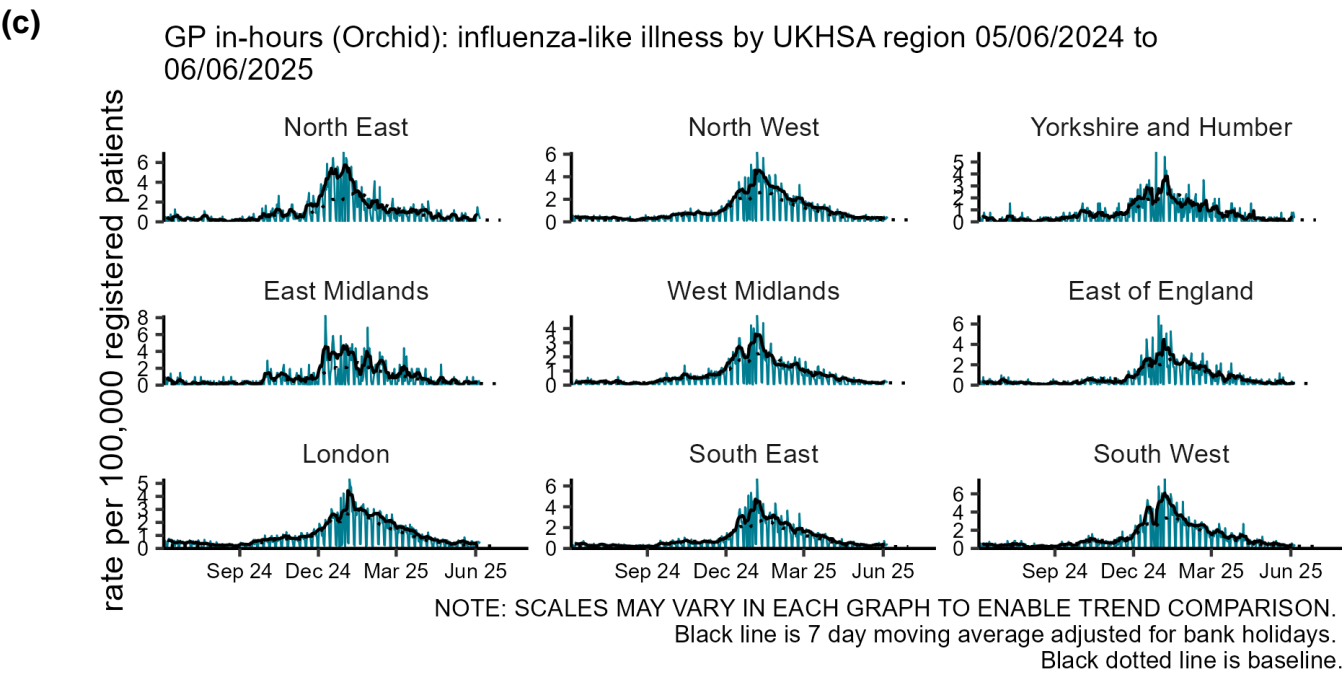 (c)
GP in-hours (Orchid): influenza-like illness by UKHSA region 05/06/2024 to
06/06/2025
rate per 100,000 registered patients
North East
6
4
2
0
North West
6
4
2
0
Yorkshire and Humber
5
4
3
2
1
0
East Midlands
8
6
4
2
0
West Midlands
4
3
2
1
0
East of England
6
4
2
0
London
5
4
3
2
1
0
South East
6
4
2
0
South West
6
4
2
0
Sep 24 Dec 24 Mar 25 Jun 25
Sep 24 Dec 24 Mar 25 Jun 25
Sep 24 Dec 24 Mar 25 Jun 25
NOTE: SCALES MAY VARY IN EACH GRAPH TO ENABLE TREND COMPARISON.
Black line is 7 day moving average adjusted for bank holidays.
Black dotted line is baseline.